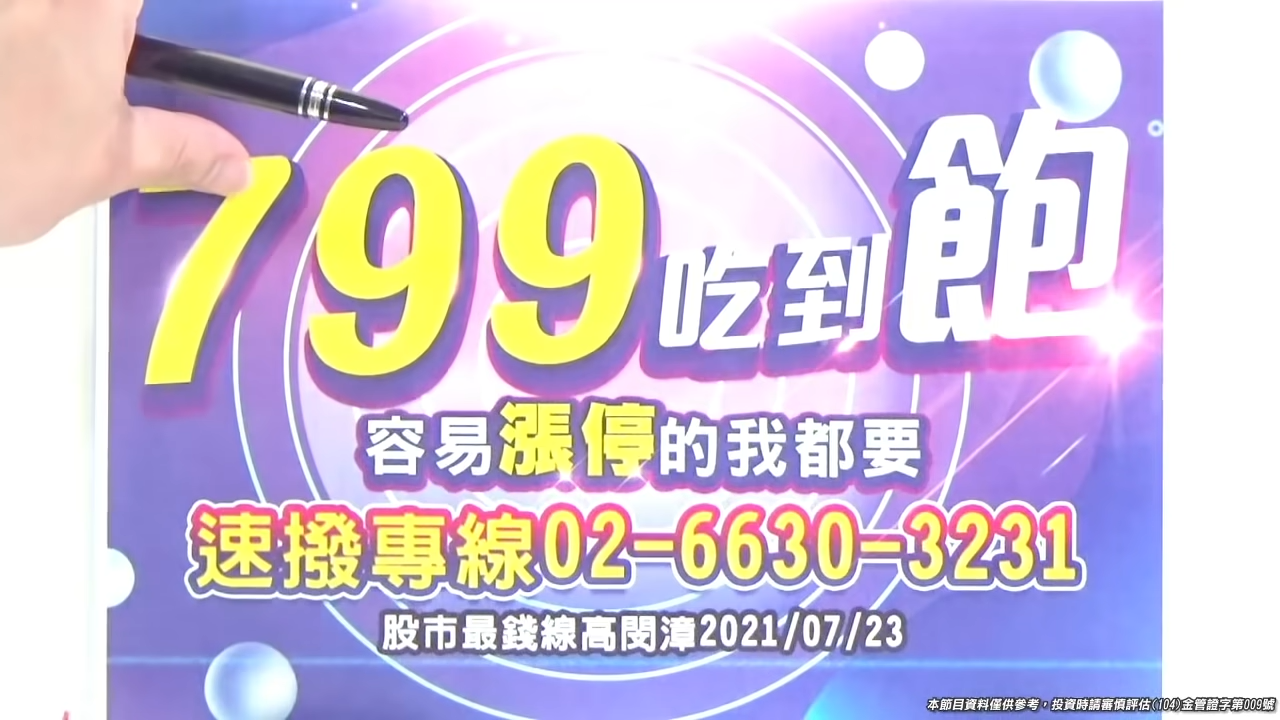 799吃到飽
容易漲停的我都要
速撥專線02-6630-3231
股市最錢線高閔漳2021/07/23
本節目資料僅供參考，投資時請審慎評估(104)金管證字第009號